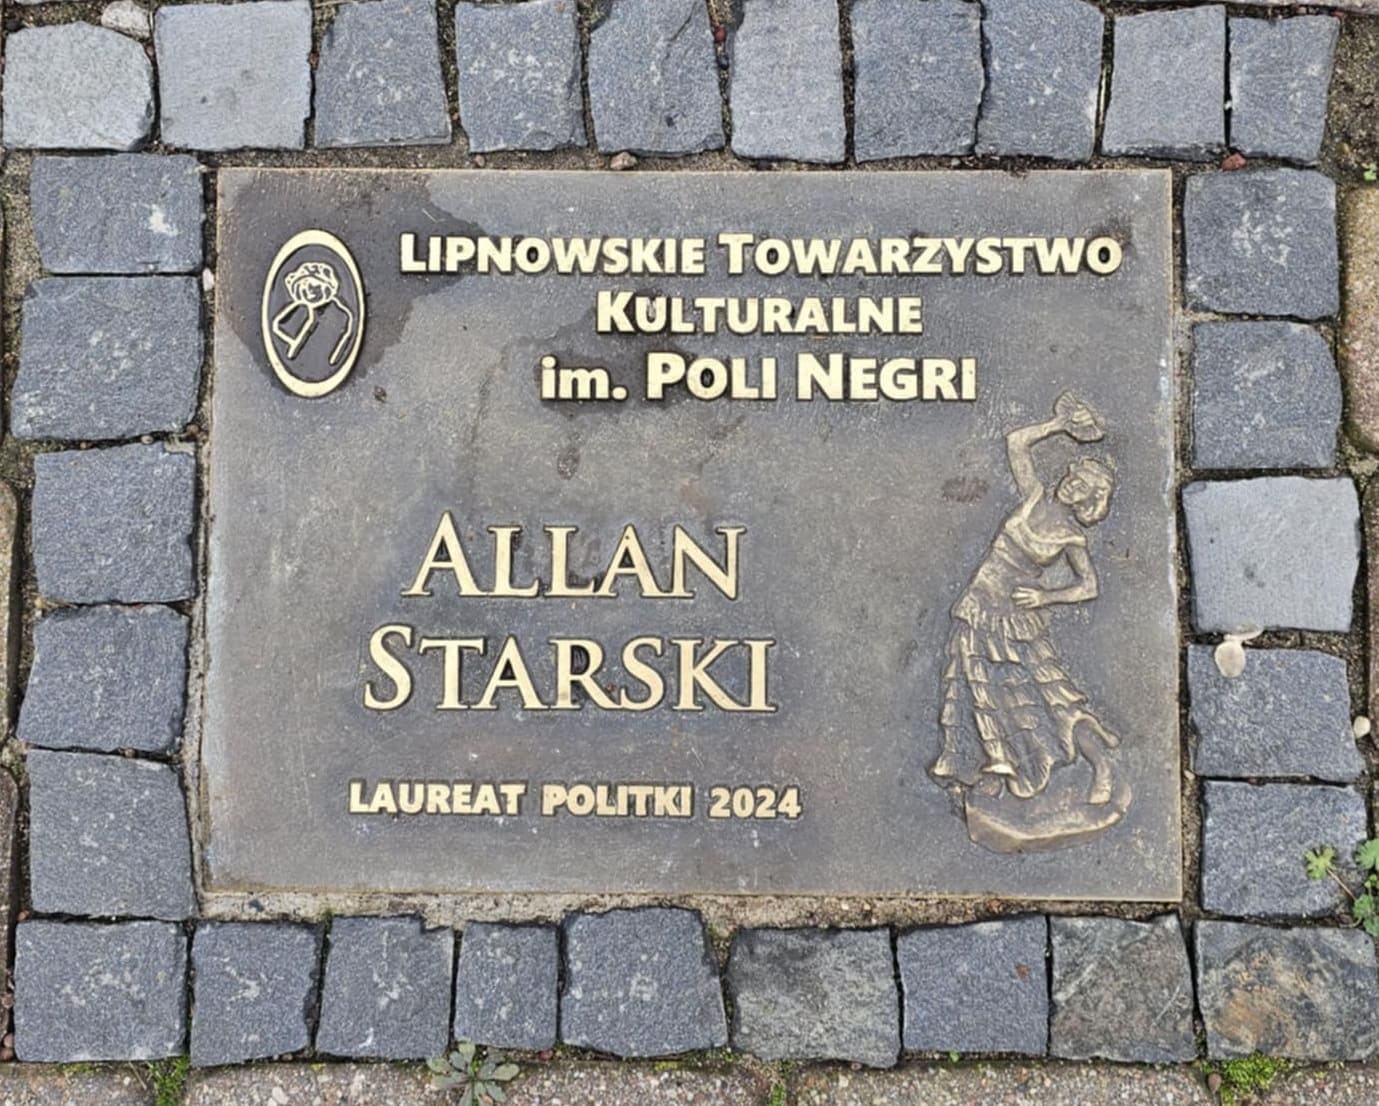 LIPNOWSKIE TOWARZYSTWO
KULTURALNE
im. POLI NEGRI
ALLAN
STARSKI
LAUREAT POLITKI 2024